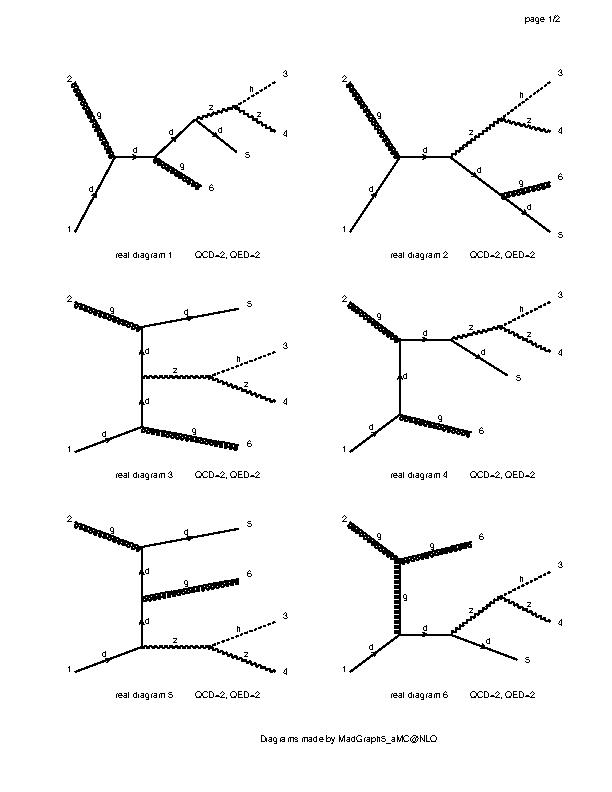 page 1/2
2
g
d
1
d
d
z
h
3
z
4
d
5
g
6
real diagram 1 QCD=2, QED=2
2
g
d
1
d
z
h
3
z
4
d
g
6
d
5
real diagram 2 QCD=2, QED=2
2
g
d
5
d
z
h
3
z
4
d
1
d
g
6
real diagram 3 QCD=2, QED=2
2
g
d
z
h
3
z
4
d
5
d
1
d
g
6
real diagram 4 QCD=2, QED=2
2
g
d
5
d
g
6
d
1
d
z
h
3
z
4
real diagram 5 QCD=2, QED=2
2
g
g
6
g
1
d
d
z
h
3
z
4
d
5
real diagram 6 QCD=2, QED=2
Diagrams made by MadGraph5_aMC@NLO